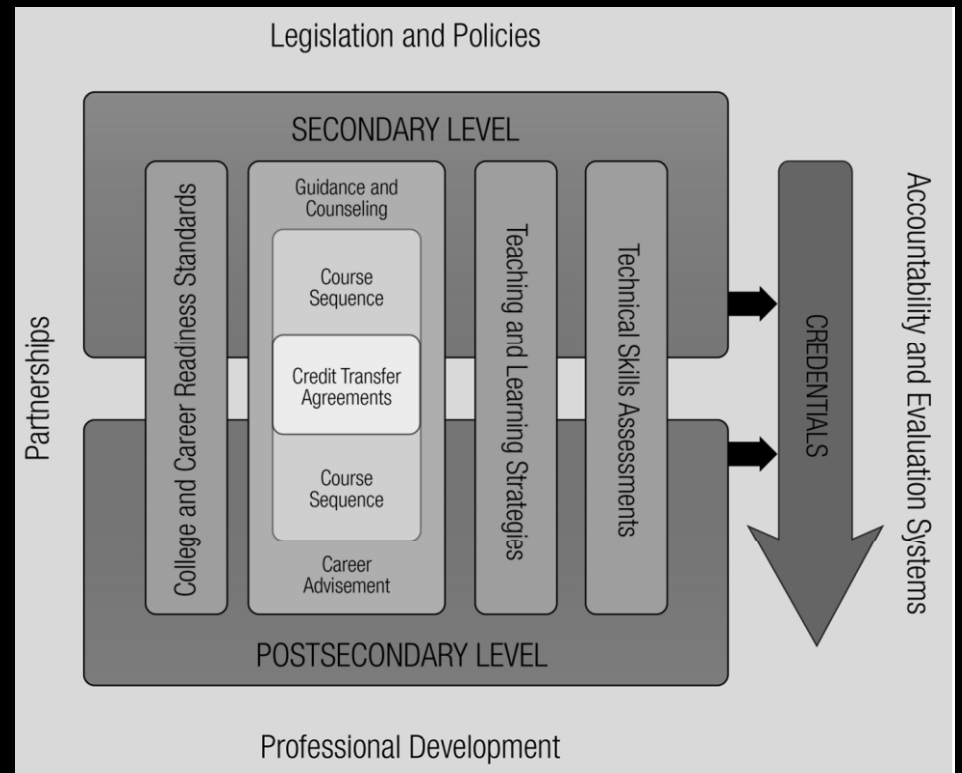 Legislation and Policies
SECONDARY LEVEL
Partnerships
College and Career Readiness Standards
Guidance and
Counseling
Course
Sequence
Credit Transfer
Agreements
Course
Sequence
Career
Advisement
Teaching and Learning Strategies
Technical Skills Assessments
CREDENTIALS
Accountability and Evaluation Systems
POSTSECONDARY LEVEL
Professional Development